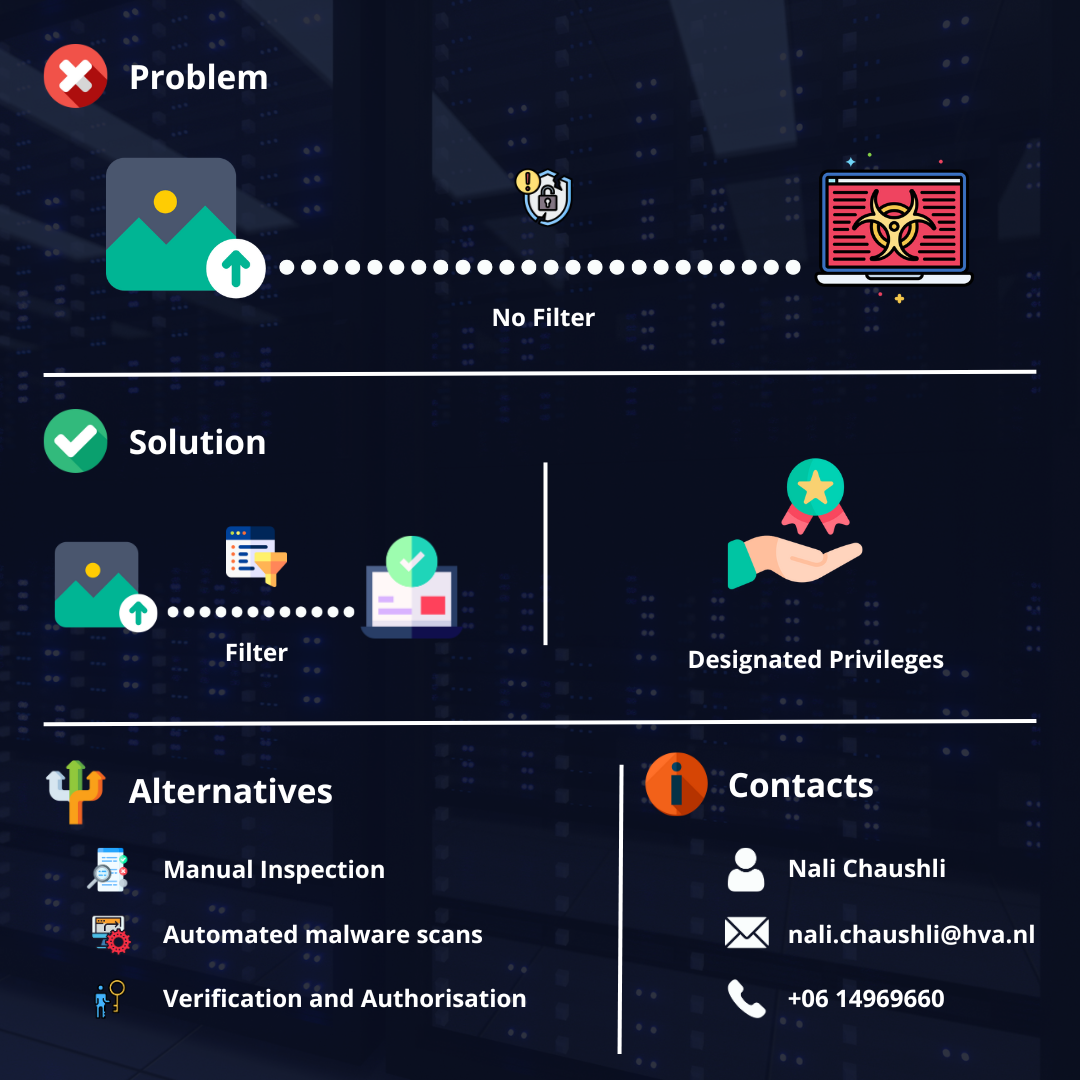 Problem
No Filter
Solution
Filter
Designated Privileges
Alternatives
Manual Inspection
Automated malware scans
Verification and Authorisation
Contacts
Nali Chaushli
nali.chaushli@hva.nl
+06 14969660